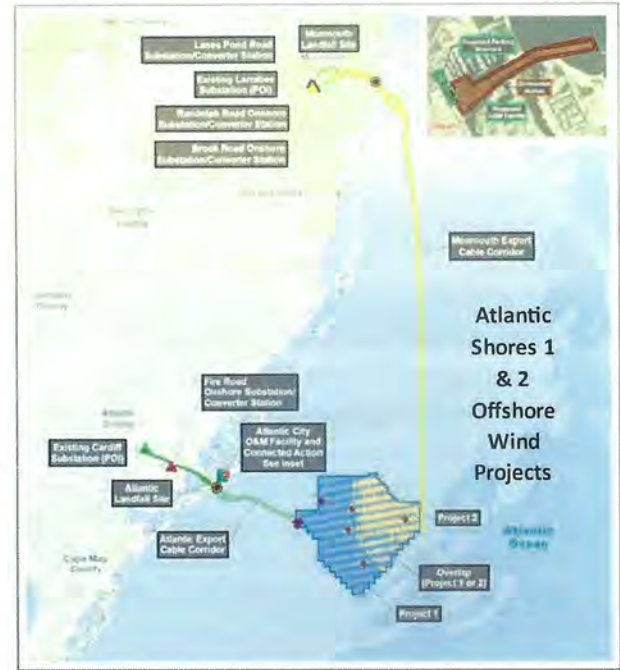 Lanes Pond Road
Substation/Converter Station
Monmouth
Landfall Site
Existing Larrabee
Substation (POI)
Randolph Road Onshore
Substation/Converter Station
Brook Road Onshore
Substation/Converter Station
Monmouth Export
Cable Corridor
Atlantic
Shores 1
& 2
Offshore
Wind
Projects
Fire Road
Onshore Substation/
Converter Station
Atlantic City
O&M Facility and
Connected Action
See Inset
Existing Cardiff
Substation (POI)
Atlantic
Landfall Site
Atlantic Export
Cable Corridor
Cape May
County
Project 2
Atlantic
Ocean
Overlap
(Project 1 or 2)
Project 1